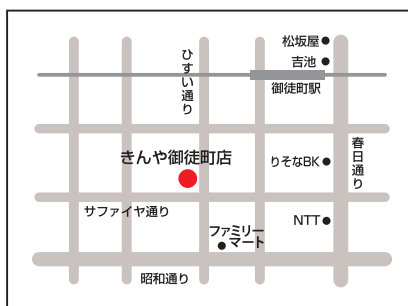 松坂屋
吉池
ひすい通り
御徒町駅
きんや御徒町店
りそなBK
春日通り
サファイヤ通り
NTT
ファミリー
マート
昭和通り